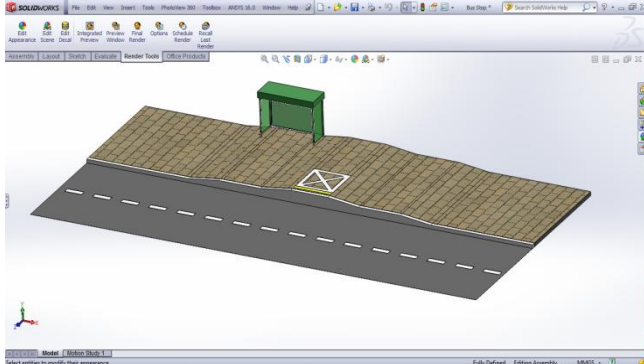 SOLIDWORKS File Edit View Insert Tools PhotoView 360 Toolbox ANSYS 16.0 Window Help Bus Stop * Search SolidWorks Help
Edit Appearance Edit Scene Edit Decal Integrated Preview Preview Window Final Render Options Schedule Render Recall Last Render
Assembly Layout Sketch Evaluate Render Tools Office Products
Model Motion Study 1
Select entities to modify their appearance Fully Defined Editing Assembly MMGS